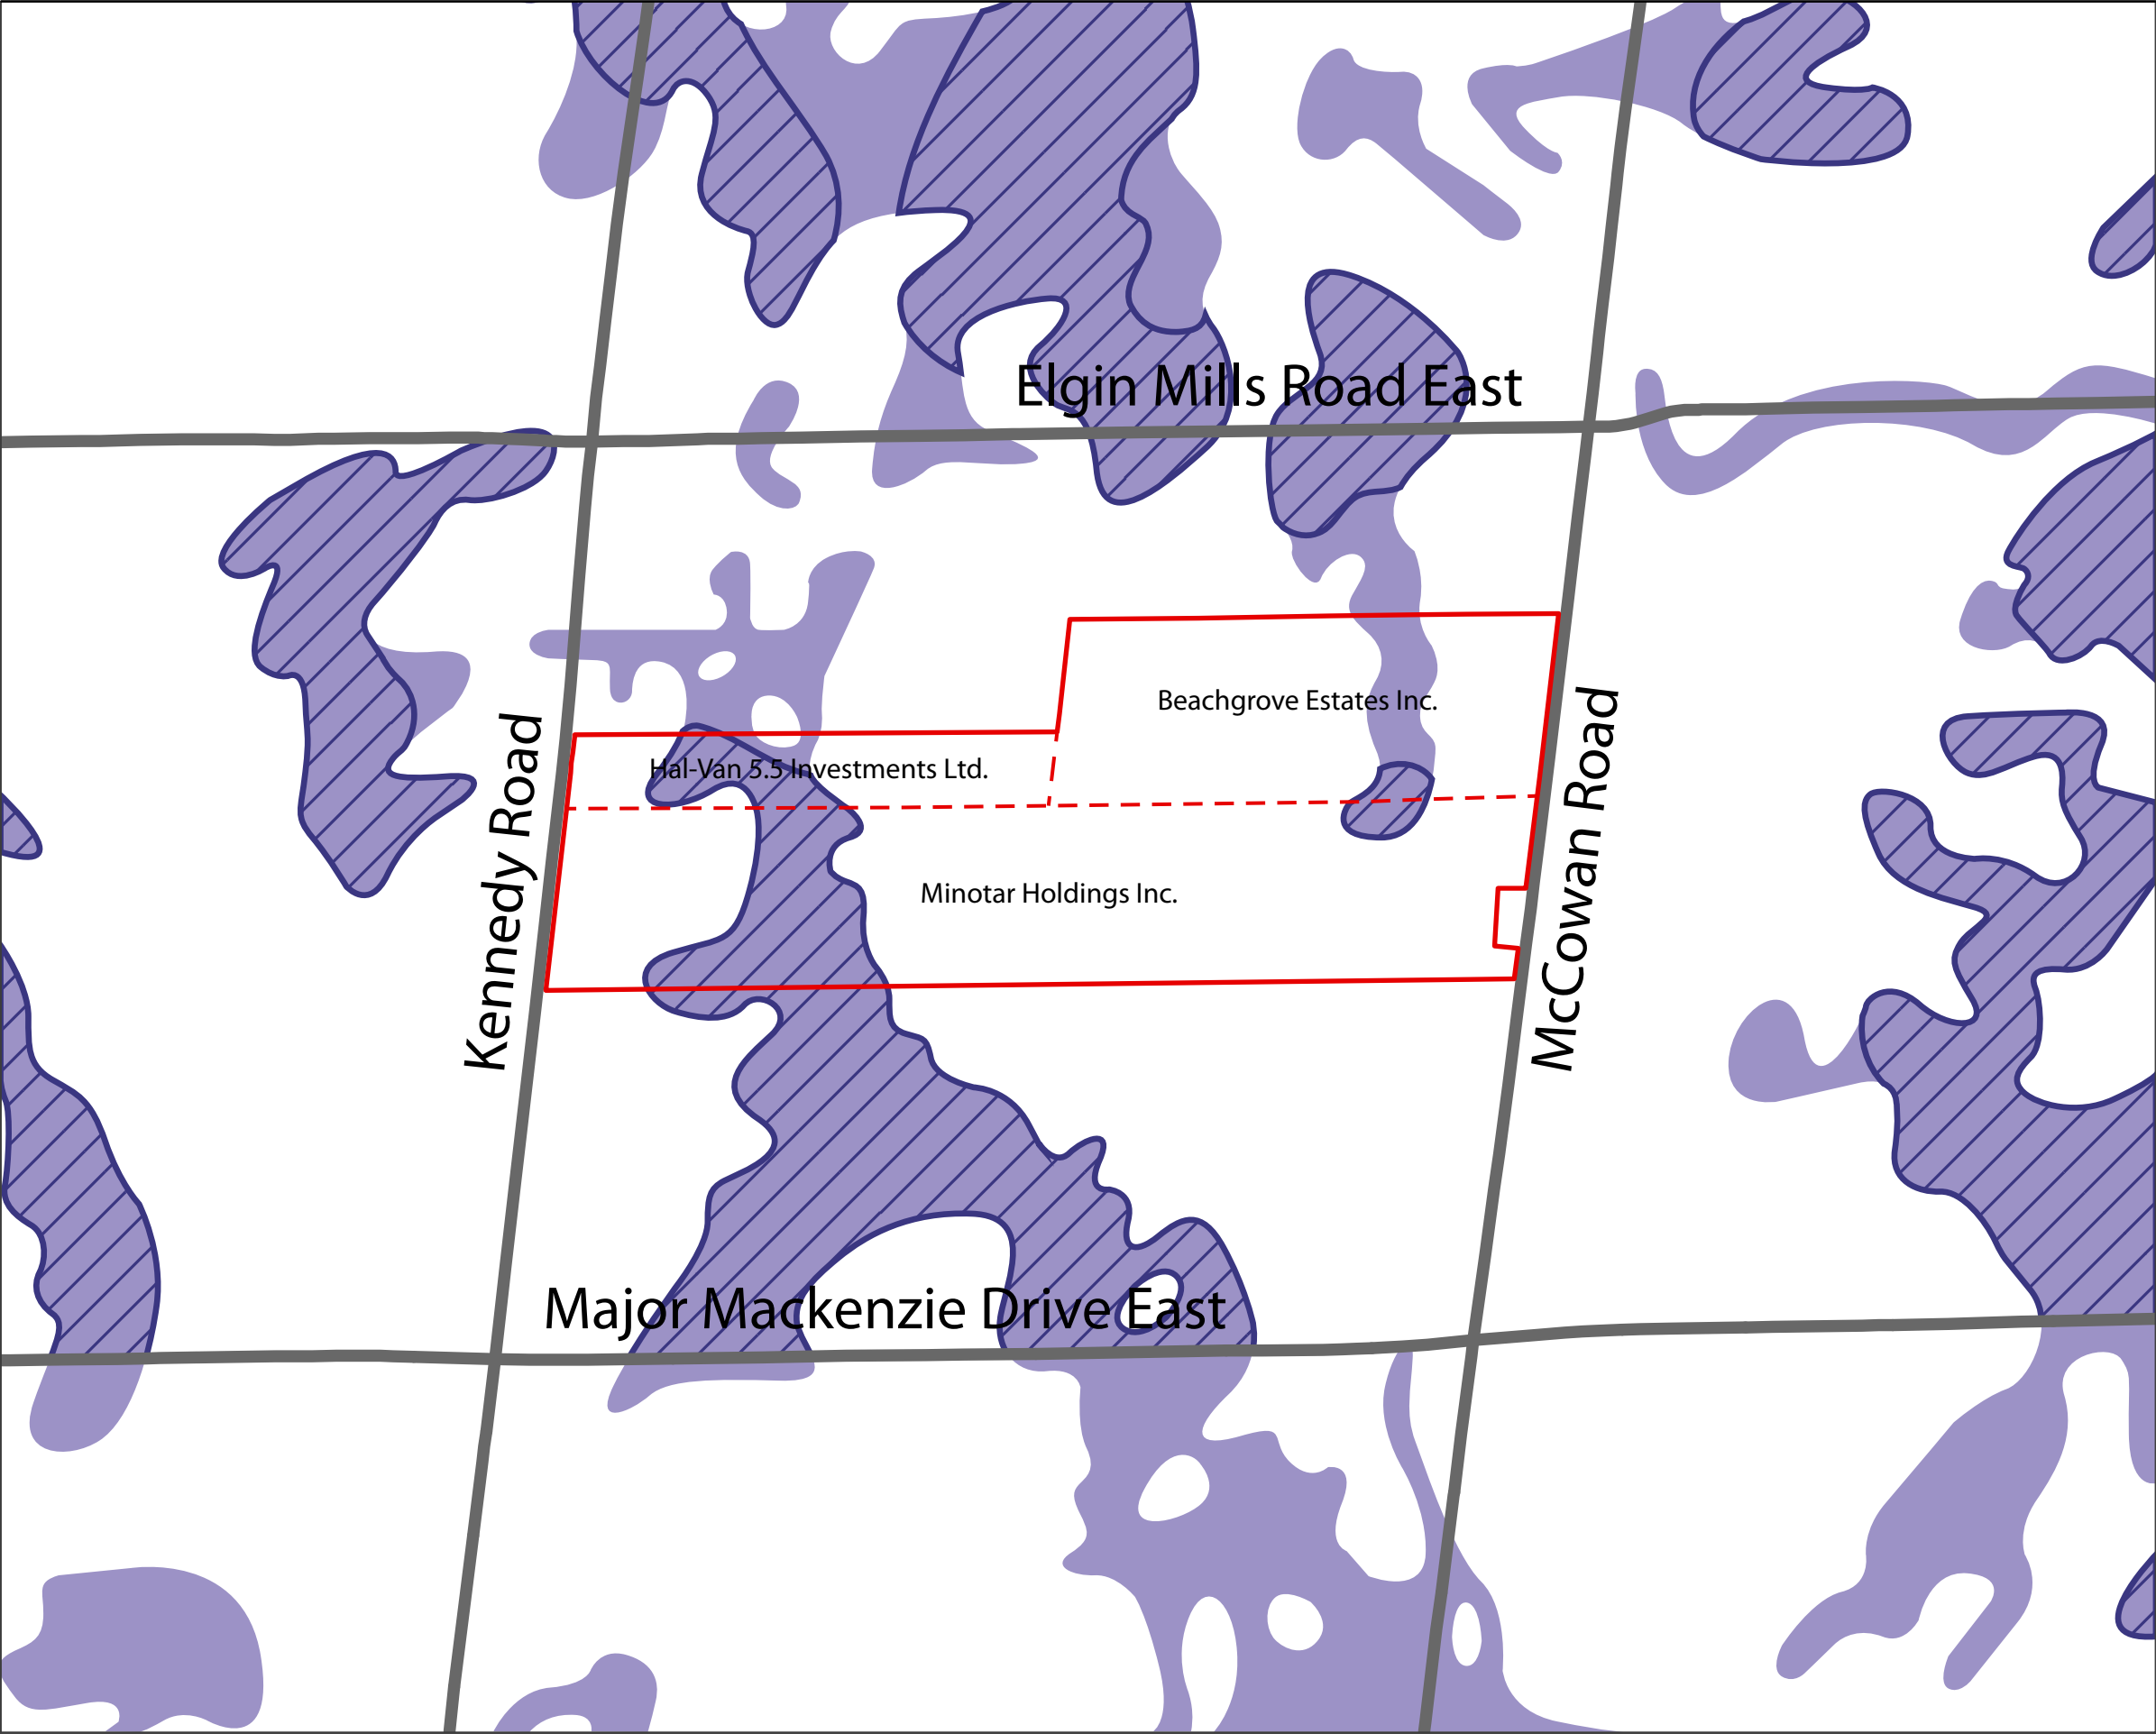 Elgin Mills Road East
Beachgrove Estates Inc.
Kennedy Road
McCowan Road
Hal-Van 5.5 Investments Ltd.
Minotar Holdings Inc.
Major Mackenzie Drive East